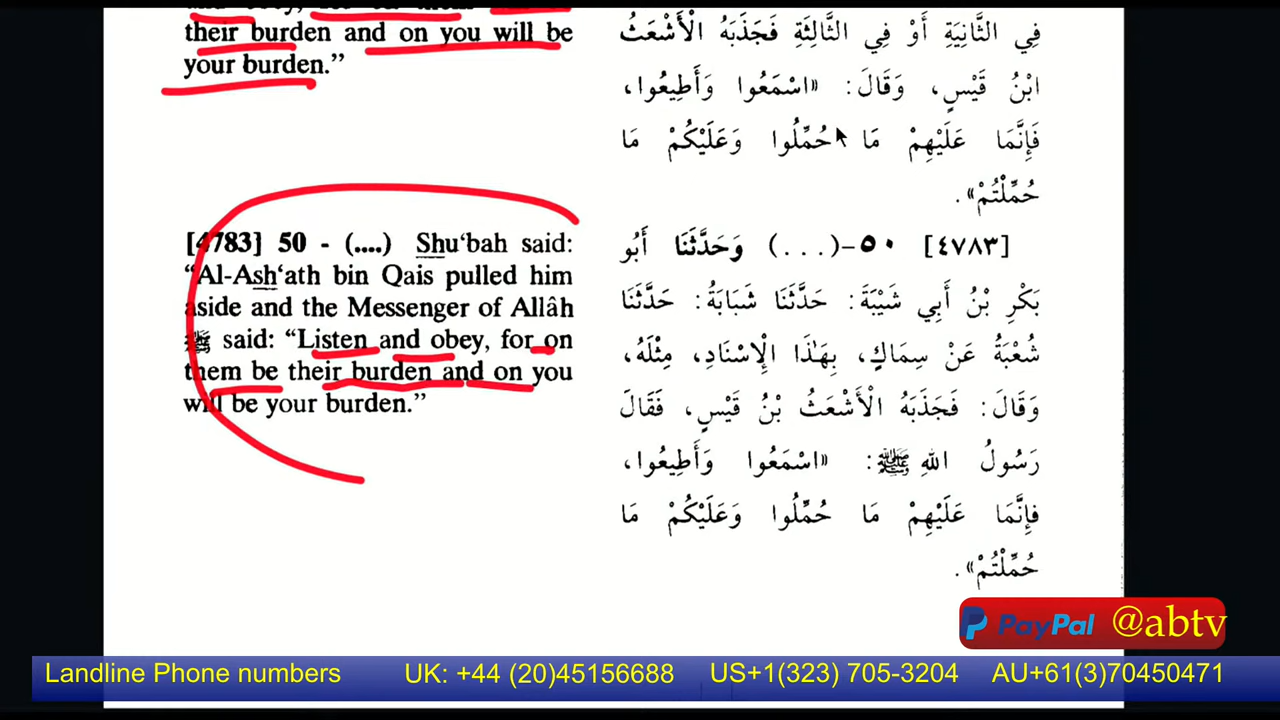 their burden and on you will be
your burden.”
[4783] 50 - (....) Shu‘bah said:
“Al-Ash‘ath bin Qais pulled him
aside and the Messenger of Allâh
ﷺ said: “Listen and obey, for on
them be their burden and on you
will be your burden.”
فِي الثَّانِيَةِ أَوْ فِي الثَّالِثَةِ فَجَذَبَهُ الْأَشْعَثُ
ابْنُ قَيْسٍ، وَقَالَ: «اسْمَعُوا وَأَطِيعُوا،
فَإِنَّمَا عَلَيْهِمْ مَا حُمِّلُوا وَعَلَيْكُمْ مَا
حُمِّلْتُمْ».
[٤٧٨٣] ٥٠-(...) وَحَدَّثَنَا أَبُو
بَكْرِ بْنُ أَبِي شَيْبَةَ: حَدَّثَنَا شَبَابَةُ: حَدَّثَنَا
شُعْبَةُ عَنْ سِمَاكٍ، بِهَٰذَا الْإِسْنَادِ، مِثْلَهُ،
وَقَالَ: فَجَذَبَهُ الْأَشْعَثُ بْنُ قَيْسٍ، فَقَالَ
رَسُولُ اللهِ ﷺ: «اسْمَعُوا وَأَطِيعُوا،
فَإِنَّمَا عَلَيْهِمْ مَا حُمِّلُوا وَعَلَيْكُمْ مَا
حُمِّلْتُمْ».
PayPal @abtv
Landline Phone numbers UK: +44 (20)45156688 US+1(323) 705-3204 AU+61(3)70450471